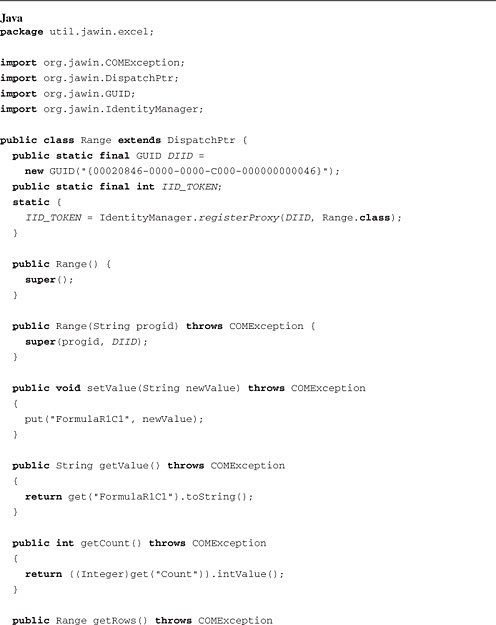 Java
package util.jawin.excel;
import org.jawin.COMException;
import org.jawin.DispatchPtr;
import org.jawin.GUID;
import org.jawin.IdentityManager;
public class Range extends DispatchPtr {
public static final GUID DIID =
new GUID("{00020846-0000-0000-C000-000000000046}");
public static final int IID_TOKEN;
static {
IID_TOKEN = IdentityManager.registerProxy(DIID, Range.class);
}
public Range() {
super();
}
public Range(String progid) throws COMException {
super(progid, DIID);
}
public void setValue(String newValue) throws COMException
{
put("FormulaR1C1", newValue);
}
public String getValue() throws COMException
{
return get("FormulaR1C1").toString();
}
public int getCount() throws COMException
{
return ((Integer)get("Count")).intValue();
}
public Range getRows() throws COMException